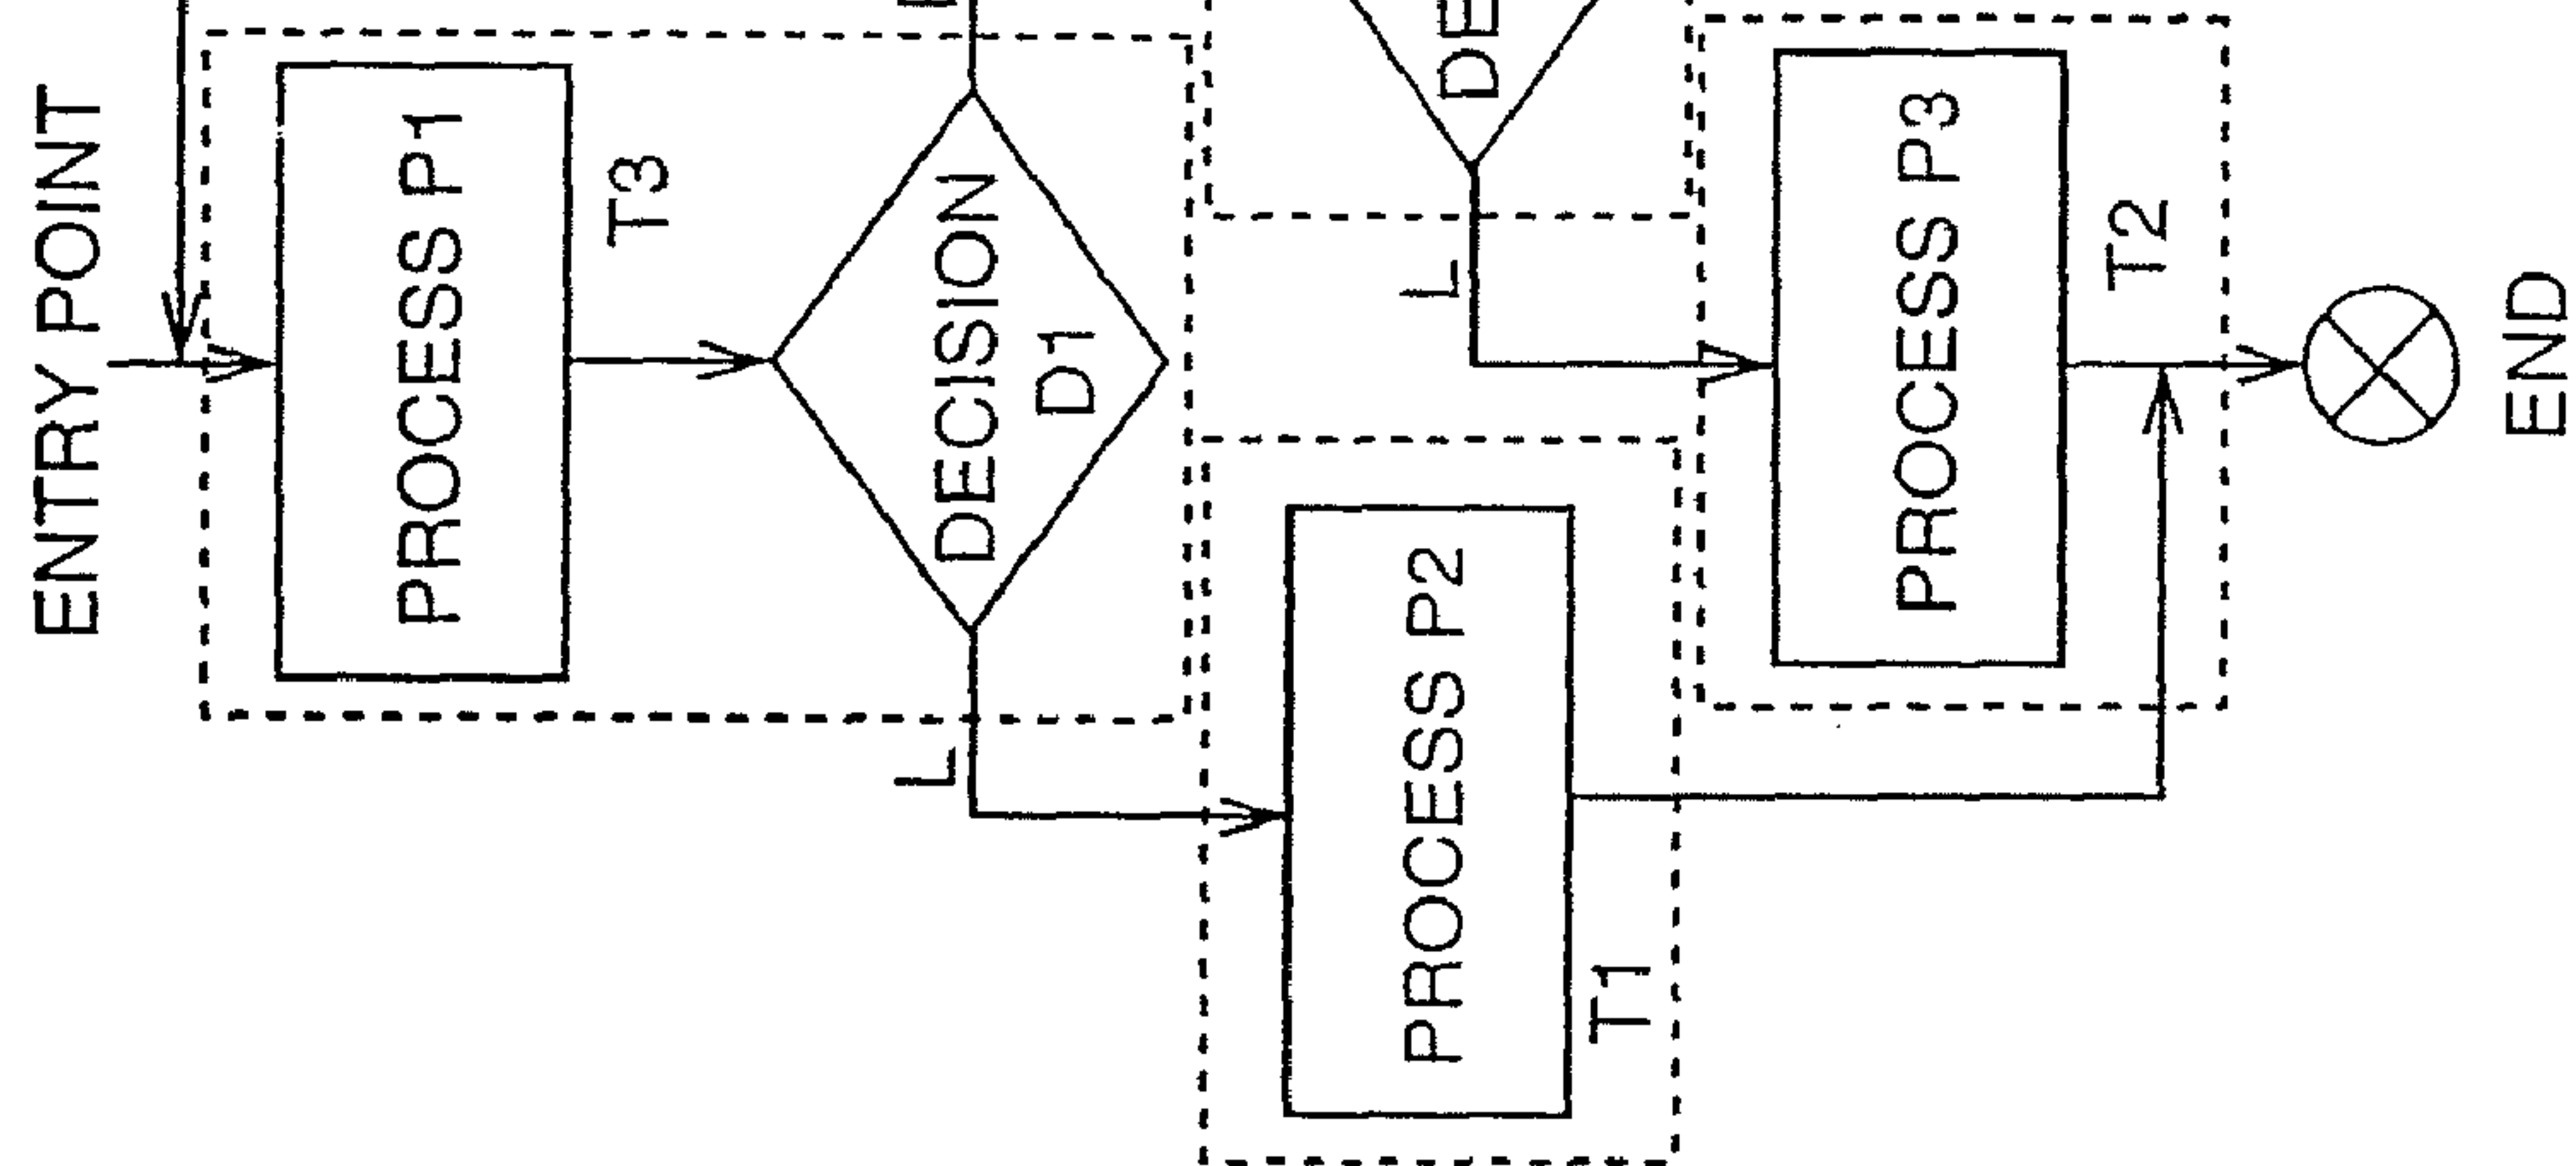 ENTRY POINT
PROCESS P1
T3
DECISION
D1
L
L
PROCESS P2
T1
PROCESS P3
T2
END